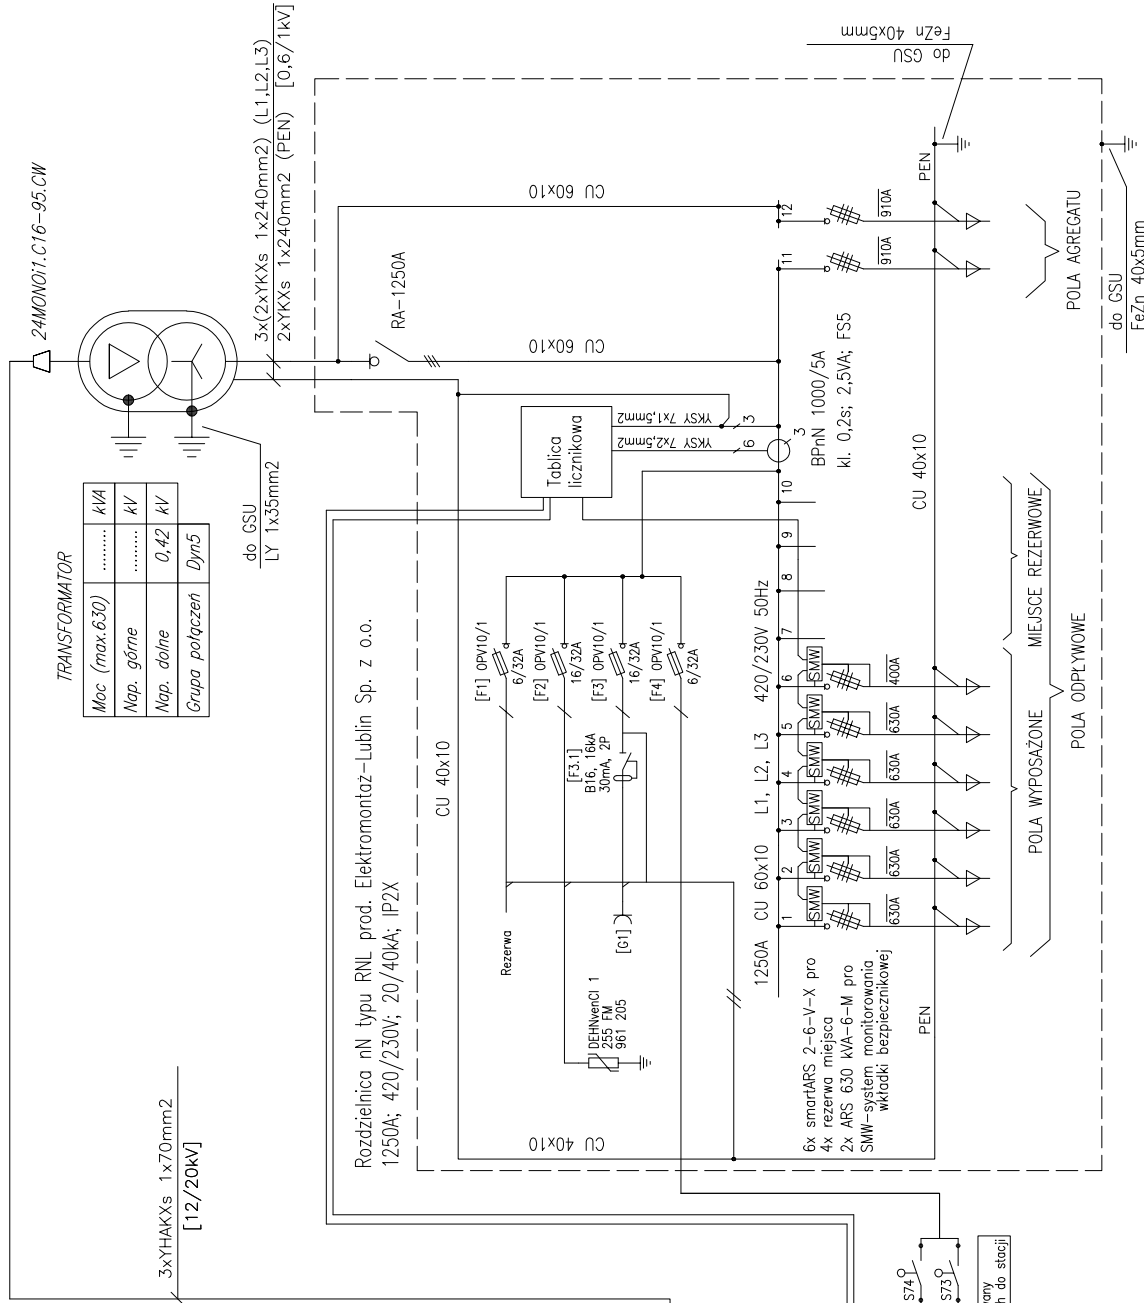 24MONOi1.C16-95.CW
TRANSFORMATOR
Moc (max.630) ......... kVA
Nap. górne ........ kV
Nap. dolne 0,42 kV
Grupa połączeń Dyn5
do GSU
LY 1x35mm2
3x(2xYKXs 1x240mm2) (L1,L2,L3)
2xYKXs 1x240mm2 (PEN) [0,6/1kV]
3xYHAKXs 1x70mm2
[12/20kV]
Rozdzielnica nN typu RNL prod. Elektromontaż-Lublin Sp. z o.o.
1250A; 420/230V; 20/40kA; IP2X
RA-1250A
CU 60x10
CU 60x10
CU 40x10
CU 40x10
Tablica
licznikowa
YKSY 7x1,5mm2
3
YKSY 7x2,5mm2
6
3
BPnN 1000/5A
kl. 0,2s; 2,5VA; FS5
[F1] OPV10/1
6/32A
[F2] OPV10/1
16/32A
[F3] OPV10/1
16/32A
[F4] OPV10/1
6/32A
[F3.1]
B16, 16kA
30mA, 2P
Rezerwa
[G1]
DEHNvenCI 1
255 FM
961 205
1250A CU 60x10 L1, L2, L3 420/230V 50Hz
1
2
3
4
5
6
7
8
9
10
11
12
SMW
SMW
SMW
SMW
SMW
SMW
630A
630A
630A
630A
630A
400A
910A
910A
PEN
CU 40x10
PEN
6x smartARS 2-6-V-X pro
4x rezerwa miejsca
2x ARS 630 kVA-6-M pro
SMW-system monitorowania
wkładki bezpiecznikowej
POLA WYPOSAŻONE
MIEJSCE REZERWOWE
POLA ODPŁYWOWE
POLA AGREGATU
do GSU
FeZn 40x5mm
do GSU
FeZn 40x5mm
S74
S73
h do stacji